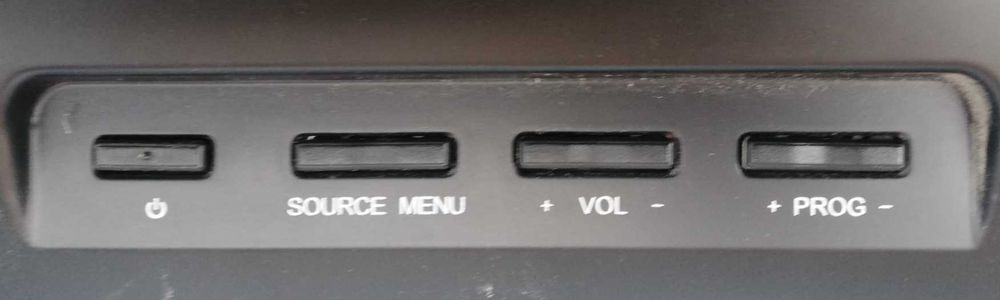 SOURCE MENU + VOL - + PROG -